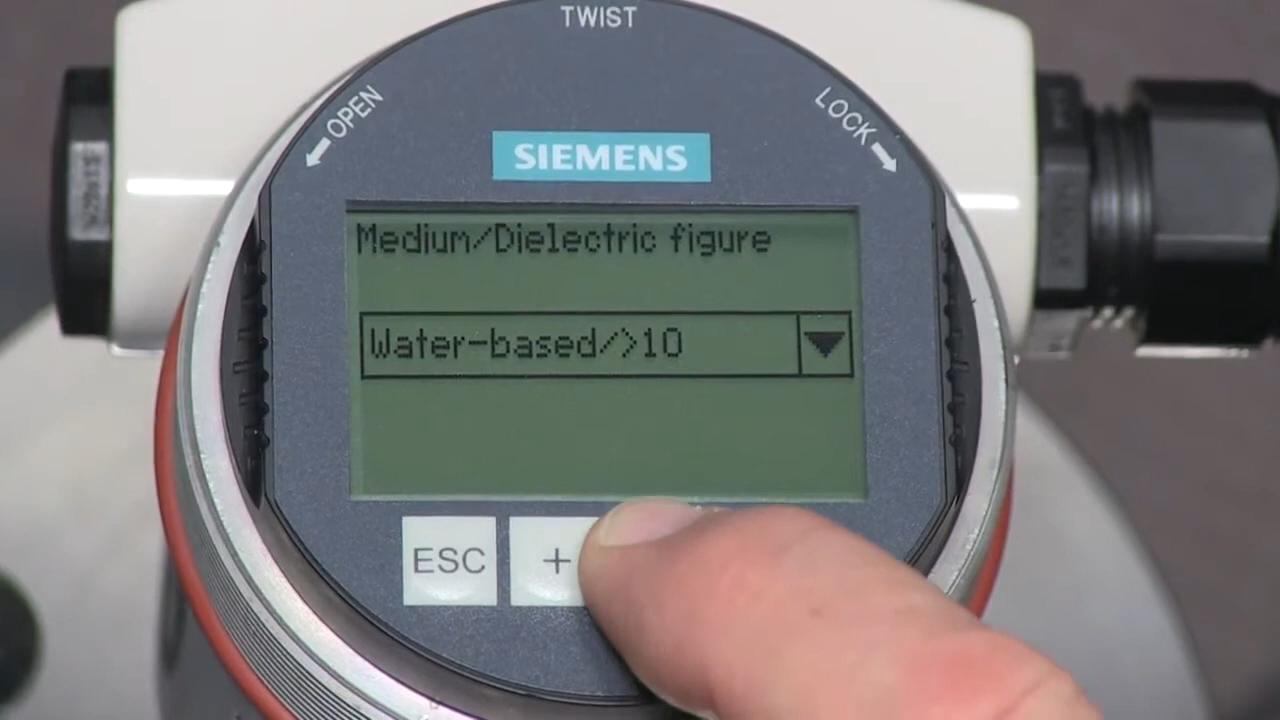 TWIST
OPEN
LOCK
SIEMENS
Medium/Dielectric figure
Water-based/>10
ESC
+